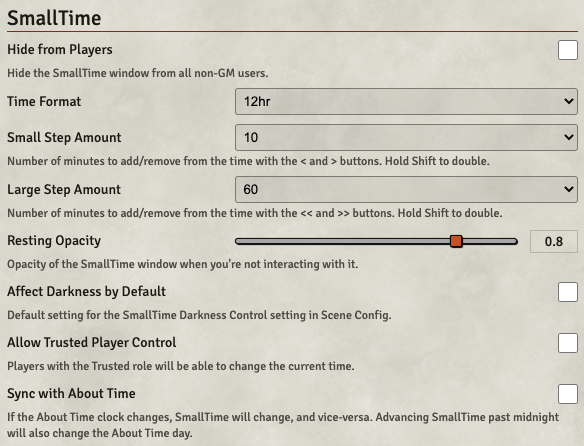 SmallTime
Hide from Players
Hide the SmallTime window from all non-GM users.
Time Format
12hr
Small Step Amount
10
Number of minutes to add/remove from the time with the < and > buttons. Hold Shift to double.
Large Step Amount
60
Number of minutes to add/remove from the time with the << and >> buttons. Hold Shift to double.
Resting Opacity
0.8
Opacity of the SmallTime window when you're not interacting with it.
Affect Darkness by Default
Default setting for the SmallTime Darkness Control setting in Scene Config.
Allow Trusted Player Control
Players with the Trusted role will be able to change the current time.
Sync with About Time
If the About Time clock changes, SmallTime will change, and vice-versa. Advancing SmallTime past midnight
will also change the About Time day.